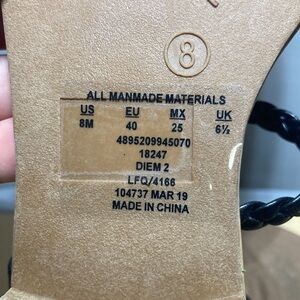 8
ALL MANMADE MATERIALS
US EU MX UK
8M 40 25 6½
4895209945070
18247
DIEM 2
LFQ/4166
104737 MAR 19
MADE IN CHINA